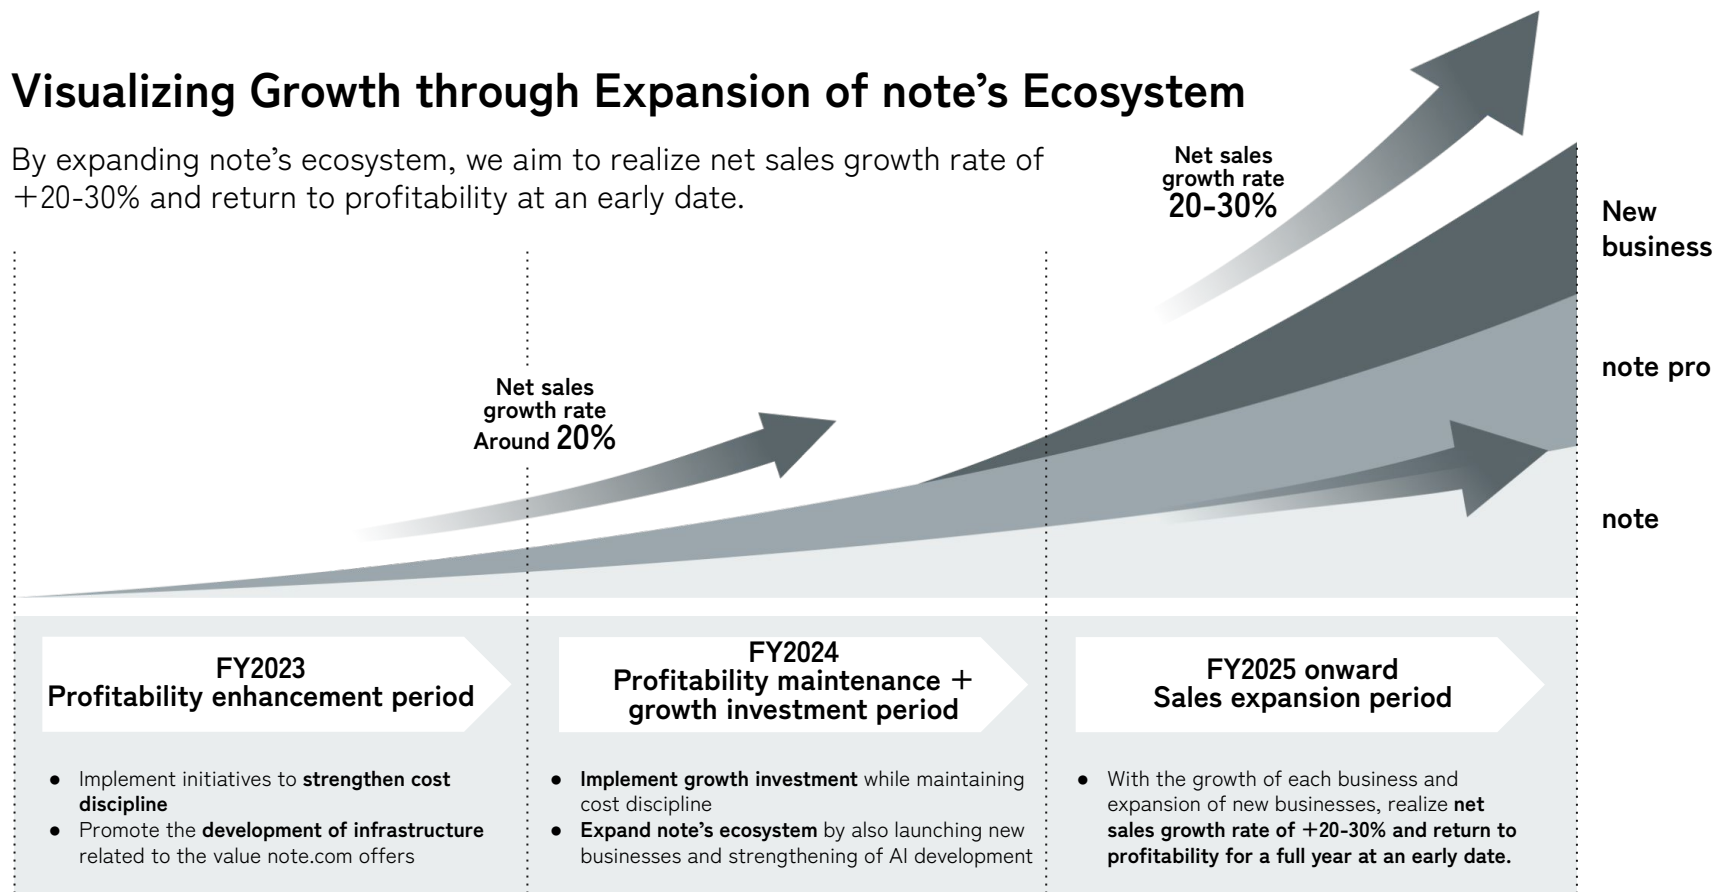 Visualizing Growth through Expansion of note’s Ecosystem
By expanding note’s ecosystem, we aim to realize net sales growth rate of
+20-30% and return to profitability at an early date.
Net sales
growth rate
20-30%
New
business
note pro
note
Net sales
growth rate
Around 20%
FY2023
Profitability enhancement period
● Implement initiatives to strengthen cost
discipline
● Promote the development of infrastructure
related to the value note.com offers
FY2024
Profitability maintenance +
growth investment period
● Implement growth investment while maintaining
cost discipline
● Expand note’s ecosystem by also launching new
businesses and strengthening of AI development
FY2025 onward
Sales expansion period
● With the growth of each business and
expansion of new businesses, realize net
sales growth rate of +20-30% and return to
profitability for a full year at an early date.